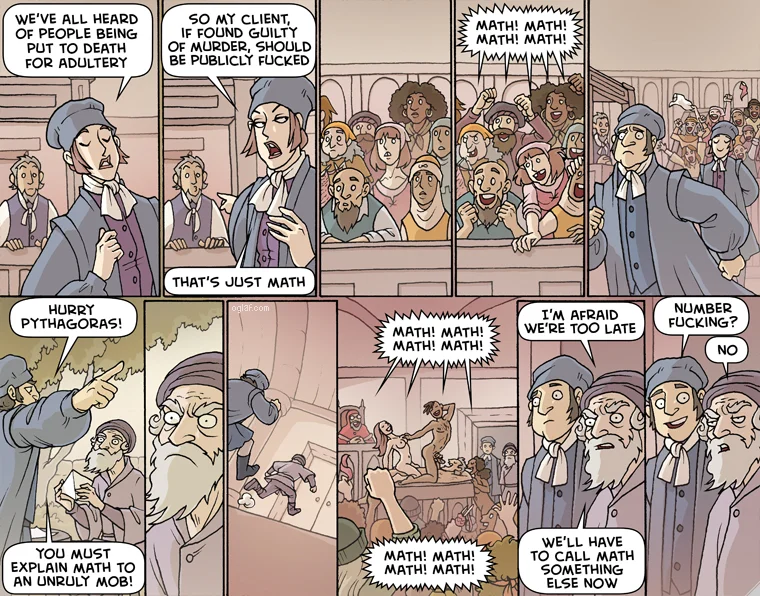 WE'VE ALL HEARD
OF PEOPLE BEING
PUT TO DEATH
FOR ADULTERY
SO MY CLIENT,
IF FOUND GUILTY
OF MURDER, SHOULD
BE PUBLICLY FUCKED
THAT'S JUST MATH
MATH! MATH!
MATH! MATH!
HURRY
PYTHAGORAS!
YOU MUST
EXPLAIN MATH TO
AN UNRULY MOB!
oglaf.com
MATH! MATH!
MATH! MATH!
MATH! MATH!
MATH! MATH!
I'M AFRAID
WE'RE TOO LATE
WE'LL HAVE
TO CALL MATH
SOMETHING
ELSE NOW
NUMBER
FUCKING?
NO